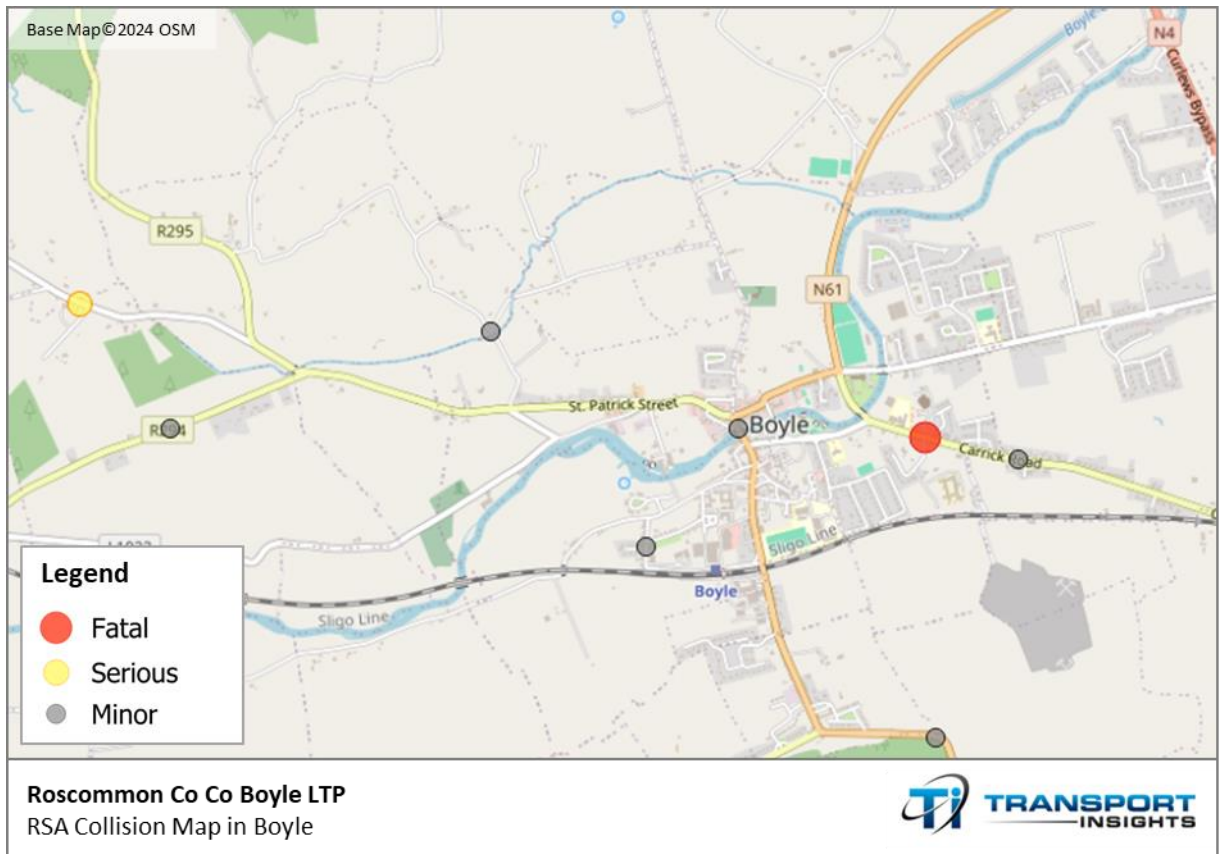 Base Map©2024 OSM
N4
Curlews Bypass
R295
N61
St. Patrick Street
Boyle
Carrick Road
Sligo Line
Boyle
Sligo Line
Legend
Fatal
Serious
Minor
Roscommon Co Co Boyle LTP
RSA Collision Map in Boyle
Ti TRANSPORT
INSIGHTS